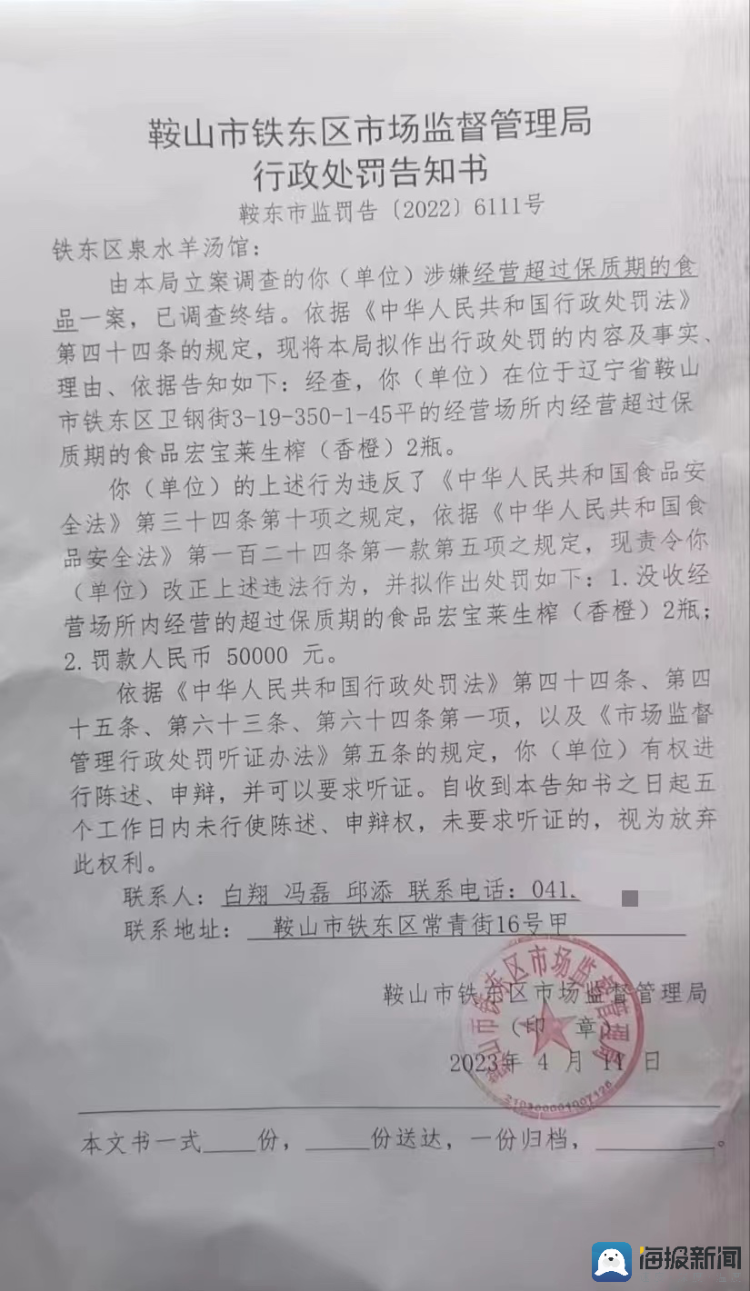 鞍山市铁东区市场监督管理局
行政处罚告知书
鞍东市监罚告〔2022〕6111号
铁东区泉水羊汤馆：
由本局立案调查的你（单位）涉嫌经营超过保质期的食
品一案，已调查终结。依据《中华人民共和国行政处罚法》
第四十四条的规定，现将本局拟作出行政处罚的内容及事实、
理由、依据告知如下：经查，你（单位）在位于辽宁省鞍山
市铁东区卫钢街3-19-350-1-45平的经营场所内经营超过保
质期的食品宏宝莱生榨（香橙）2瓶。
你（单位）的上述行为违反了《中华人民共和国食品安
全法》第三十四条第十项之规定，依据《中华人民共和国食
品安全法》第一百二十四条第一款第五项之规定，现责令你
（单位）改正上述违法行为，并拟作出处罚如下：1.没收经
营场所内经营的超过保质期的食品宏宝莱生榨（香橙）2瓶；
2.罚款人民币 50000 元。
依据《中华人民共和国行政处罚法》第四十四条、第四
十五条、第六十三条、第六十四条第一项，以及《市场监督
管理行政处罚听证办法》第五条的规定，你（单位）有权进
行陈述、申辩，并可以要求听证。自收到本告知书之日起五
个工作日内未行使陈述、申辩权，未要求听证的，视为放弃
此权利。
联系人：白翔 冯磊 邱添 联系电话：041
联系地址：鞍山市铁东区常青街16号甲
鞍山市铁东区市场监督管理局
（印 章）
2023年 4 月 11 日
鞍山市铁东区市场监督管理局
本文书一式____份，____份送达，一份归档，________。
海报新闻